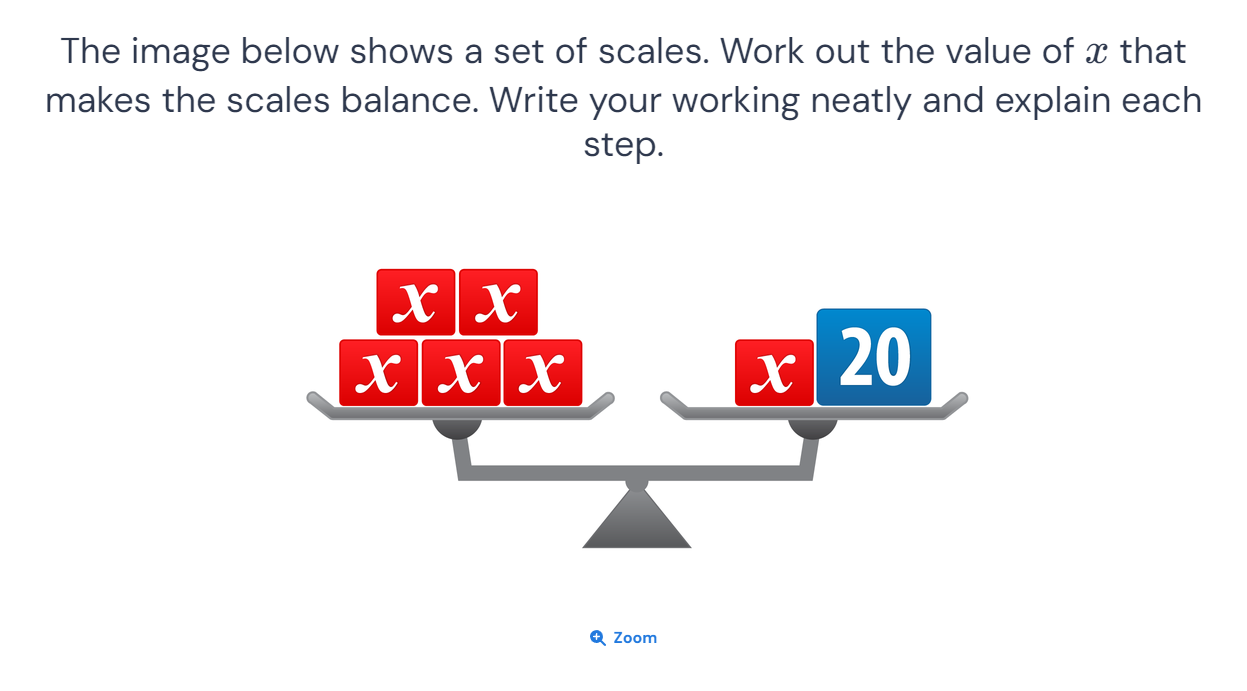 The image below shows a set of scales. Work out the value of x that
makes the scales balance. Write your working neatly and explain each
step.
x x
x x x x 20
Zoom